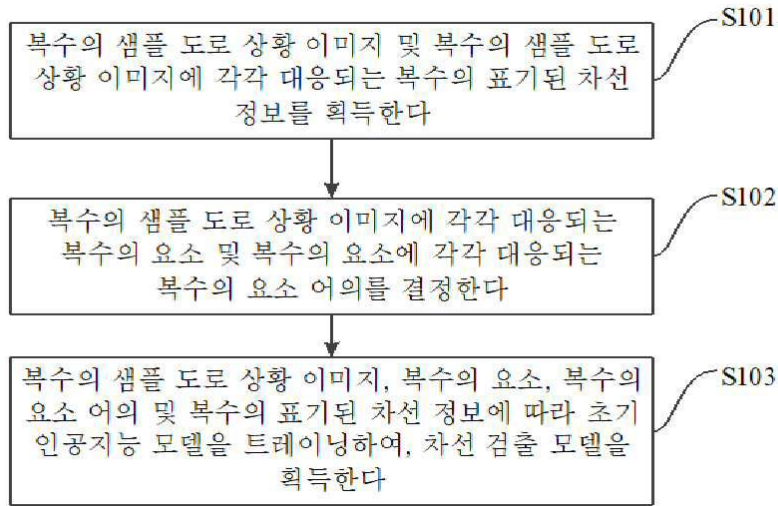 S101
복수의 샘플 도로 상황 이미지 및 복수의 샘플 도로
상황 이미지에 각각 대응되는 복수의 표기된 차선
정보를 획득한다
S102
복수의 샘플 도로 상황 이미지에 각각 대응되는
복수의 요소 및 복수의 요소에 각각 대응되는
복수의 요소 어의를 결정한다
S103
복수의 샘플 도로 상황 이미지, 복수의 요소, 복수의
요소 어의 및 복수의 표기된 차선 정보에 따라 초기
인공지능 모델을 트레이닝하여, 차선 검출 모델을
획득한다